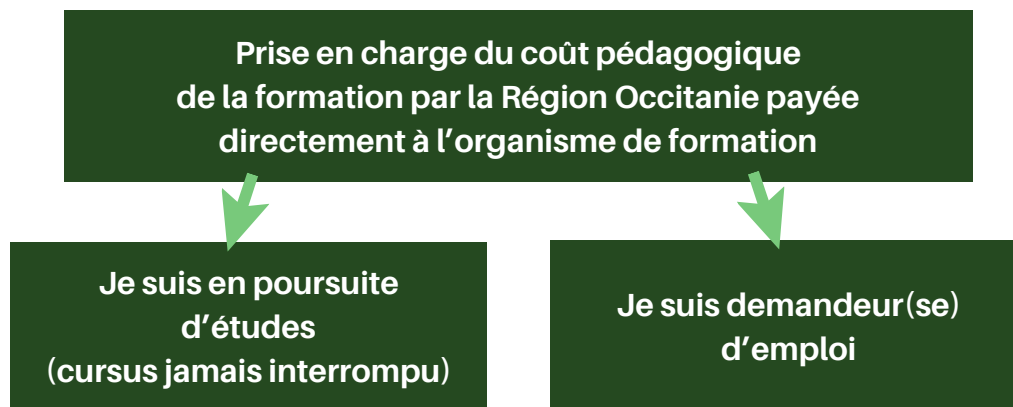 Prise en charge du coût pédagogique
de la formation par la Région Occitanie payée
directement à l’organisme de formation
Je suis en poursuite
d’études
(cursus jamais interrompu)
Je suis demandeur(se)
d’emploi